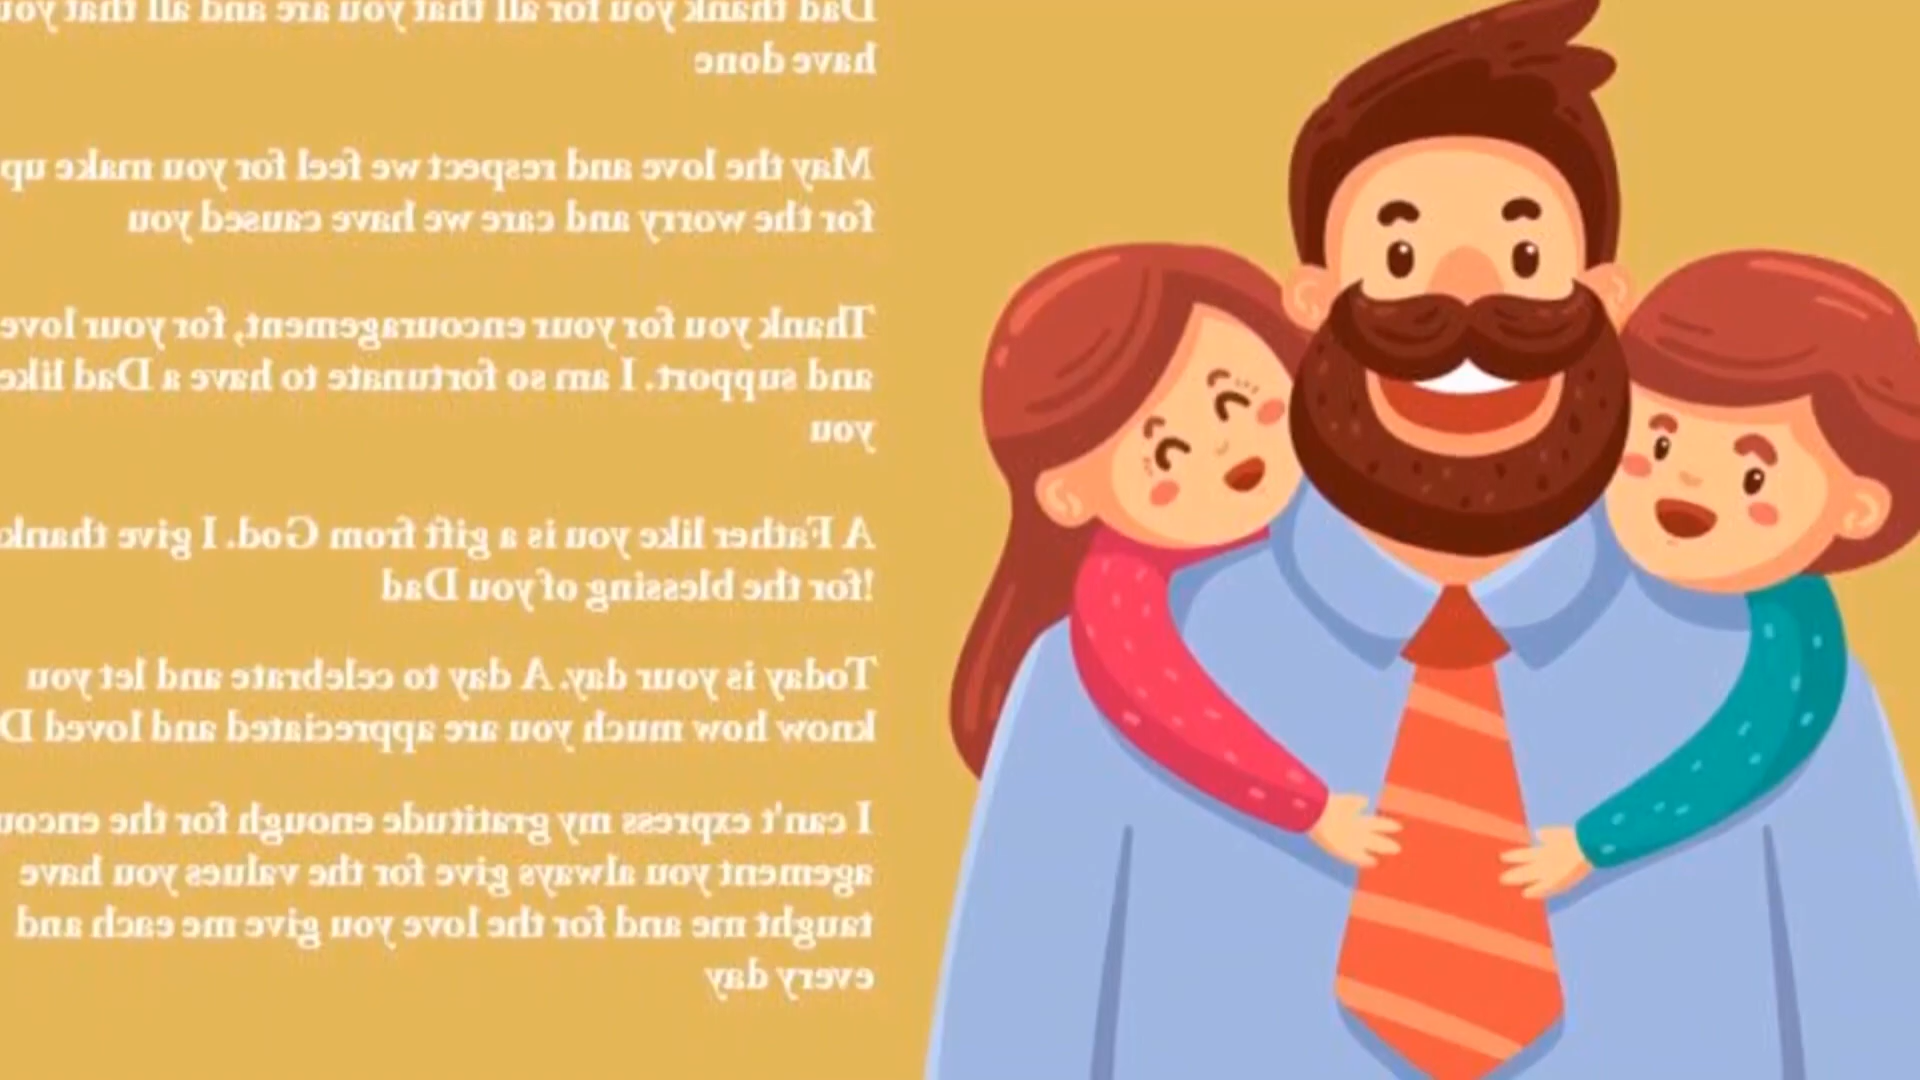 Dad thank you for all that you are and all that you
have done
May the love and respect we feel for you make up
for the worry and care we have caused you
Thank you for your encouragement, for your love
and support. I am so fortunate to have a Dad like
you
A Father like you is a gift from God. I give thank
!for the blessing of you Dad
Today is your day. A day to celebrate and let you
know how much you are appreciated and loved D
I can't express my gratitude enough for the encou
agement you always give for the values you have
taught me and for the love you give me each and
every day